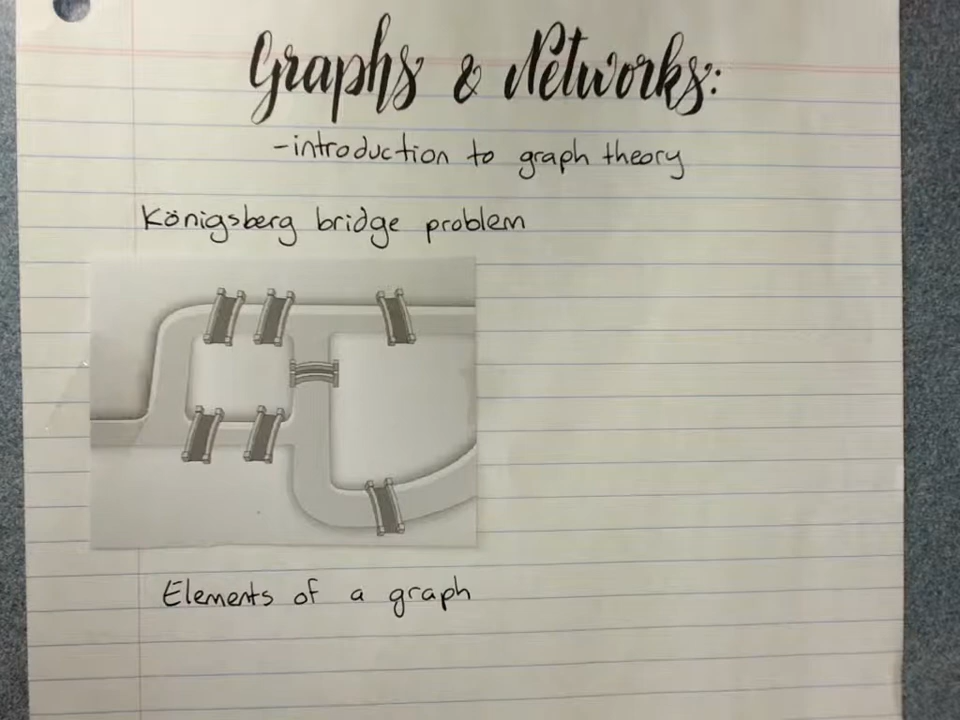 Graphs & Networks:
-introduction to graph theory
Königsberg bridge problem
Elements of a graph